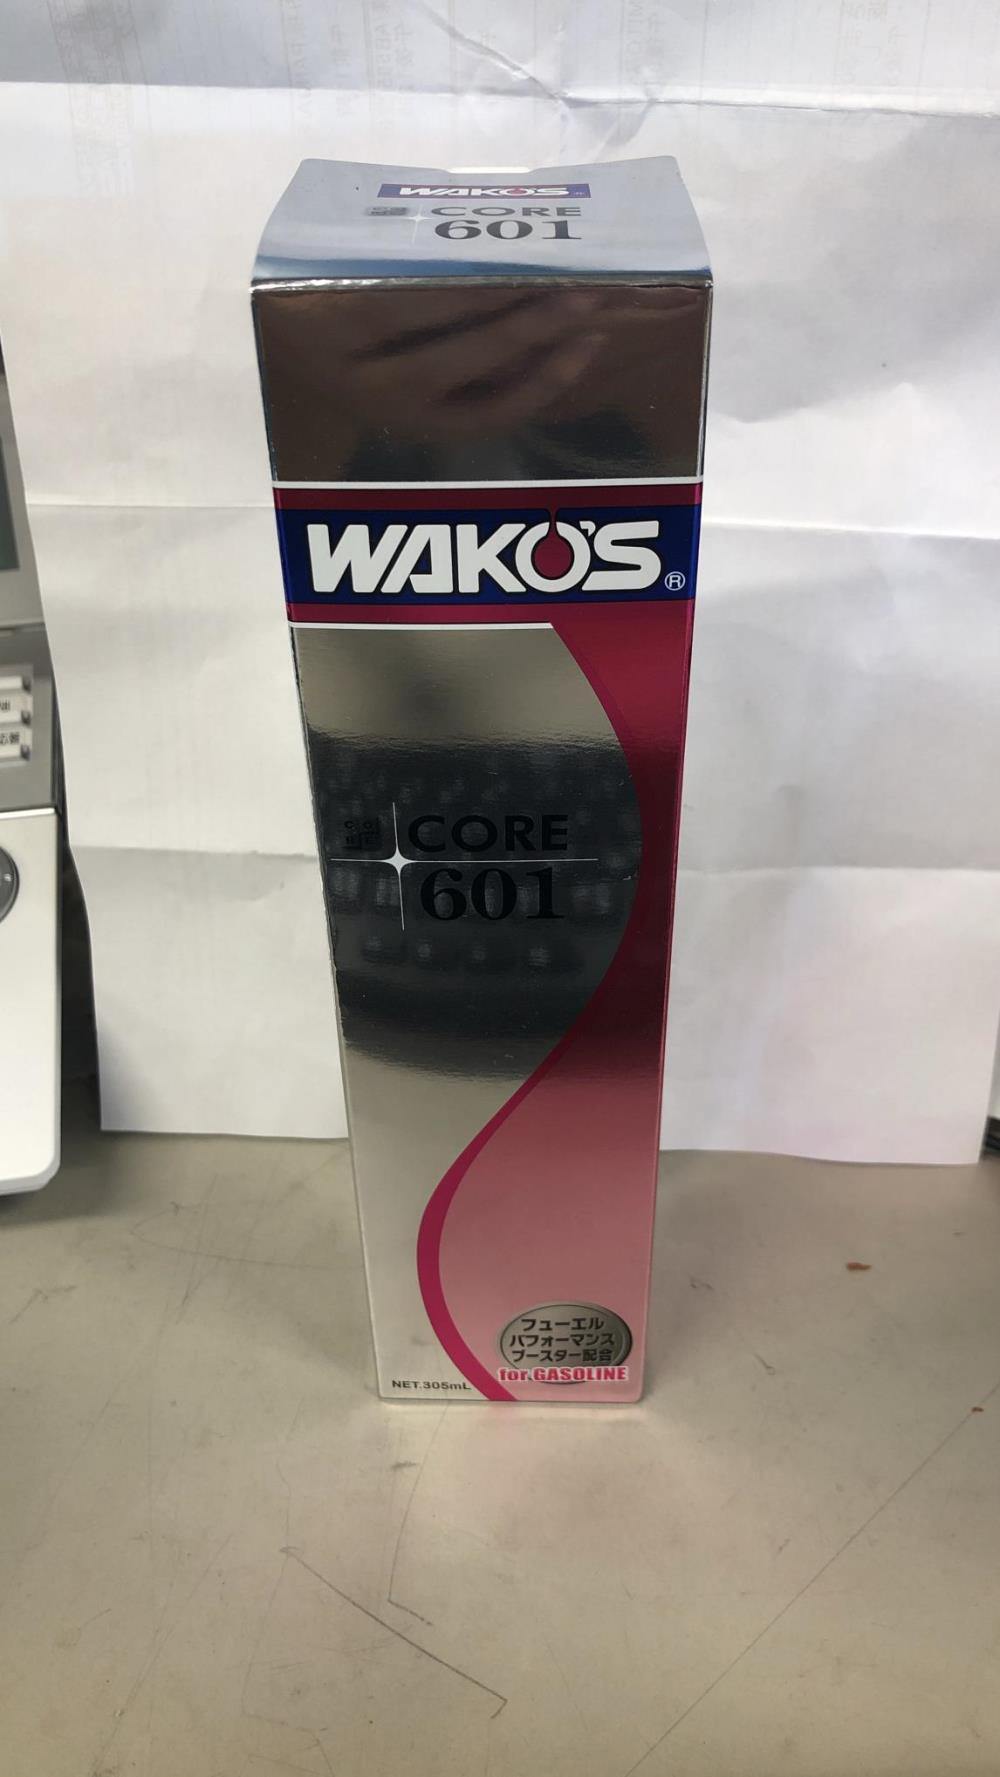 WAKO'S
CORE
601
WAKO'S®
CORE
601
フューエル
パフォーマンス
ブースター配合
for GASOLINE
NET.305mL